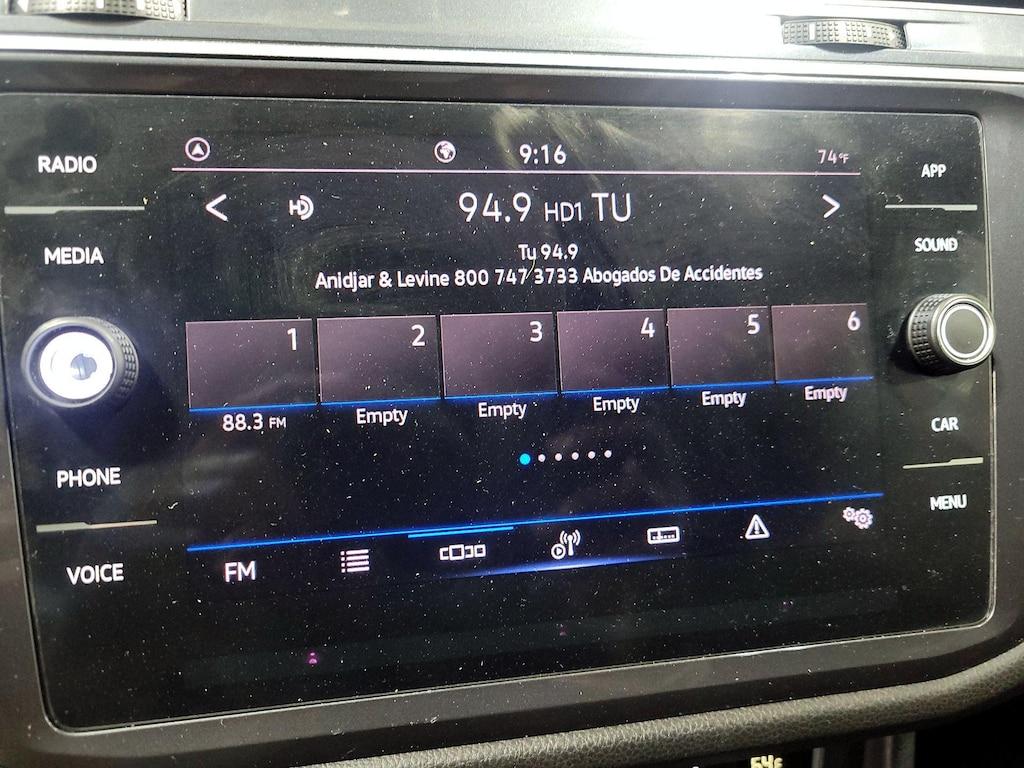 RADIO
MEDIA
PHONE
VOICE
9:16
74°F
HD
94.9 HD1 TU
Tu 94.9
Anidjar & Levine 800 747 3733 Abogados De Accidentes
1
2
3
4
5
6
88.3 FM
Empty
Empty
Empty
Empty
Empty
FM
APP
SOUND
CAR
MENU
54°F